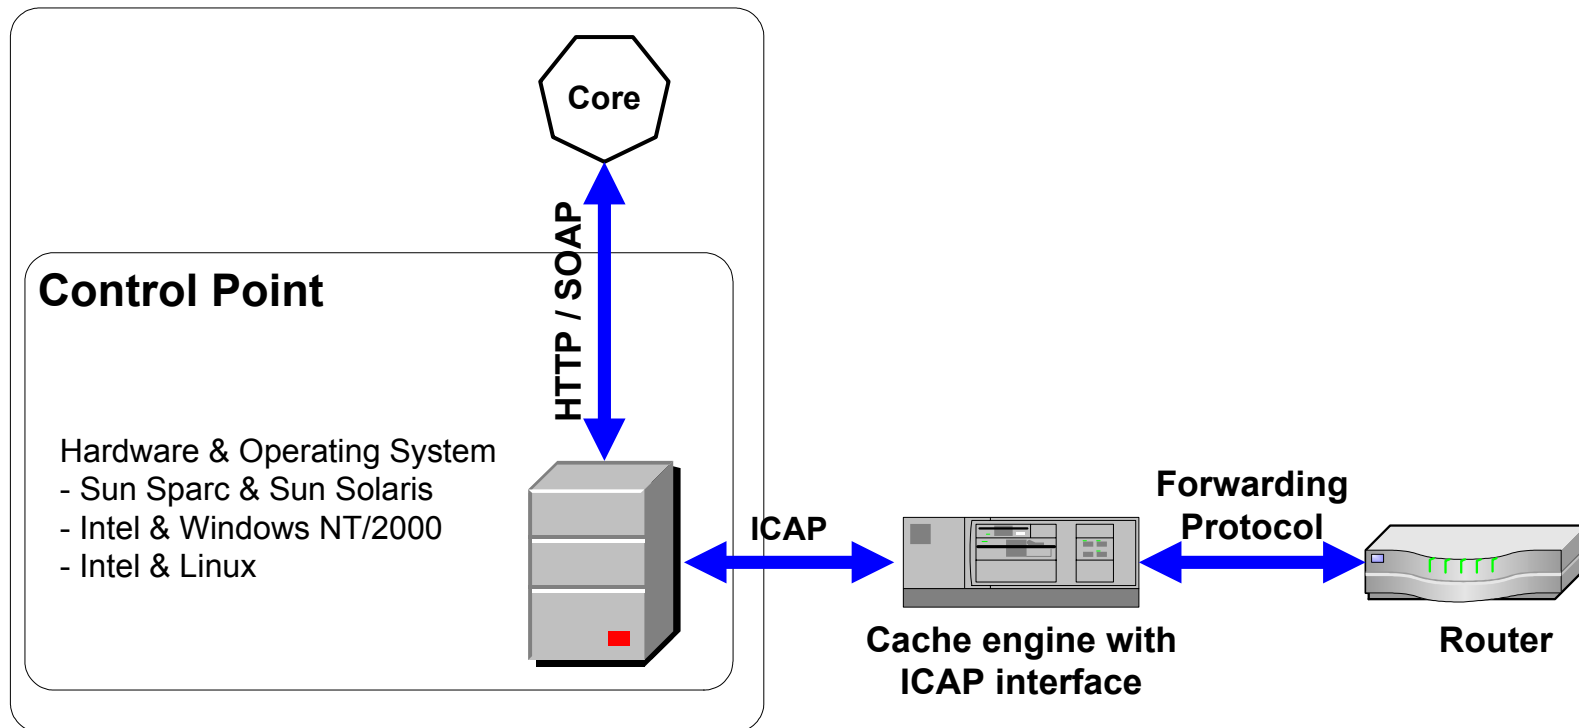 Core
HTTP / SOAP
Control Point
Hardware & Operating System
- Sun Sparc & Sun Solaris
- Intel & Windows NT/2000
- Intel & Linux
ICAP
Forwarding
Protocol
Cache engine with
ICAP interface
Router